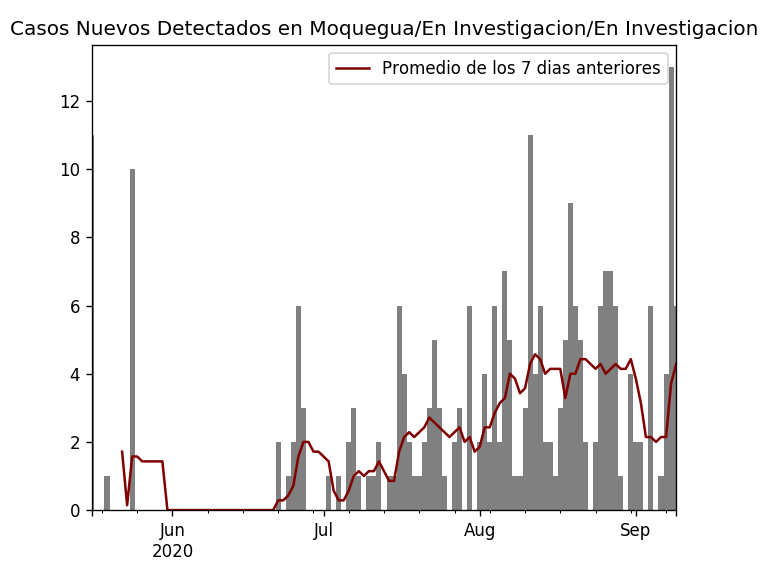 Casos Nuevos Detectados en Moquegua/En Investigacion/En Investigacion
Promedio de los 7 dias anteriores
12
10
8
6
4
2
0
Jun Jul Aug Sep
2020